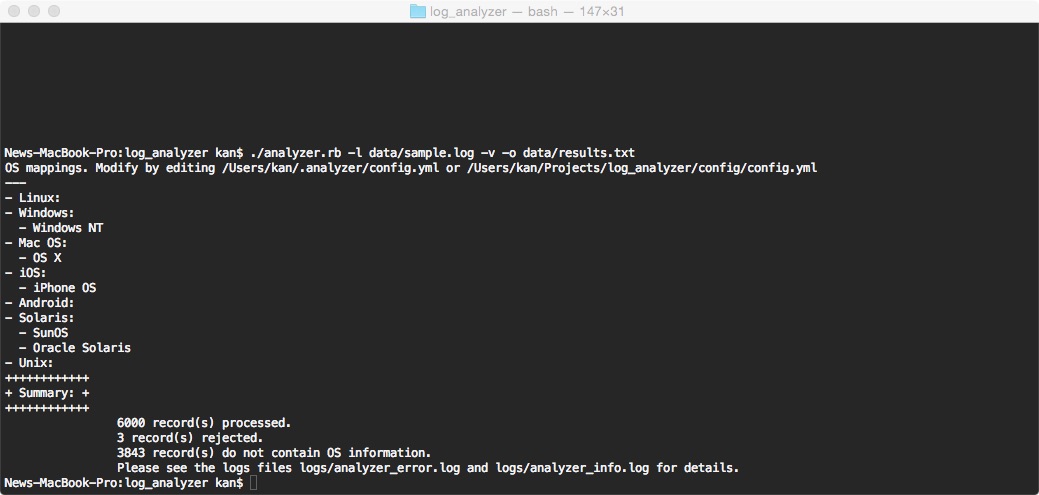 log_analyzer — bash — 147×31
News-MacBook-Pro:log_analyzer kan$ ./analyzer.rb -l data/sample.log -v -o data/results.txt
OS mappings. Modify by editing /Users/kan/.analyzer/config.yml or /Users/kan/Projects/log_analyzer/config/config.yml
---
- Linux:
- Windows:
  - Windows NT
- Mac OS:
  - OS X
- iOS:
  - iPhone OS
- Android:
- Solaris:
  - SunOS
  - Oracle Solaris
- Unix:
++++++++++++
+ Summary: +
++++++++++++
                6000 record(s) processed.
                3 record(s) rejected.
                3843 record(s) do not contain OS information.
                Please see the logs files logs/analyzer_error.log and logs/analyzer_info.log for details.
News-MacBook-Pro:log_analyzer kan$